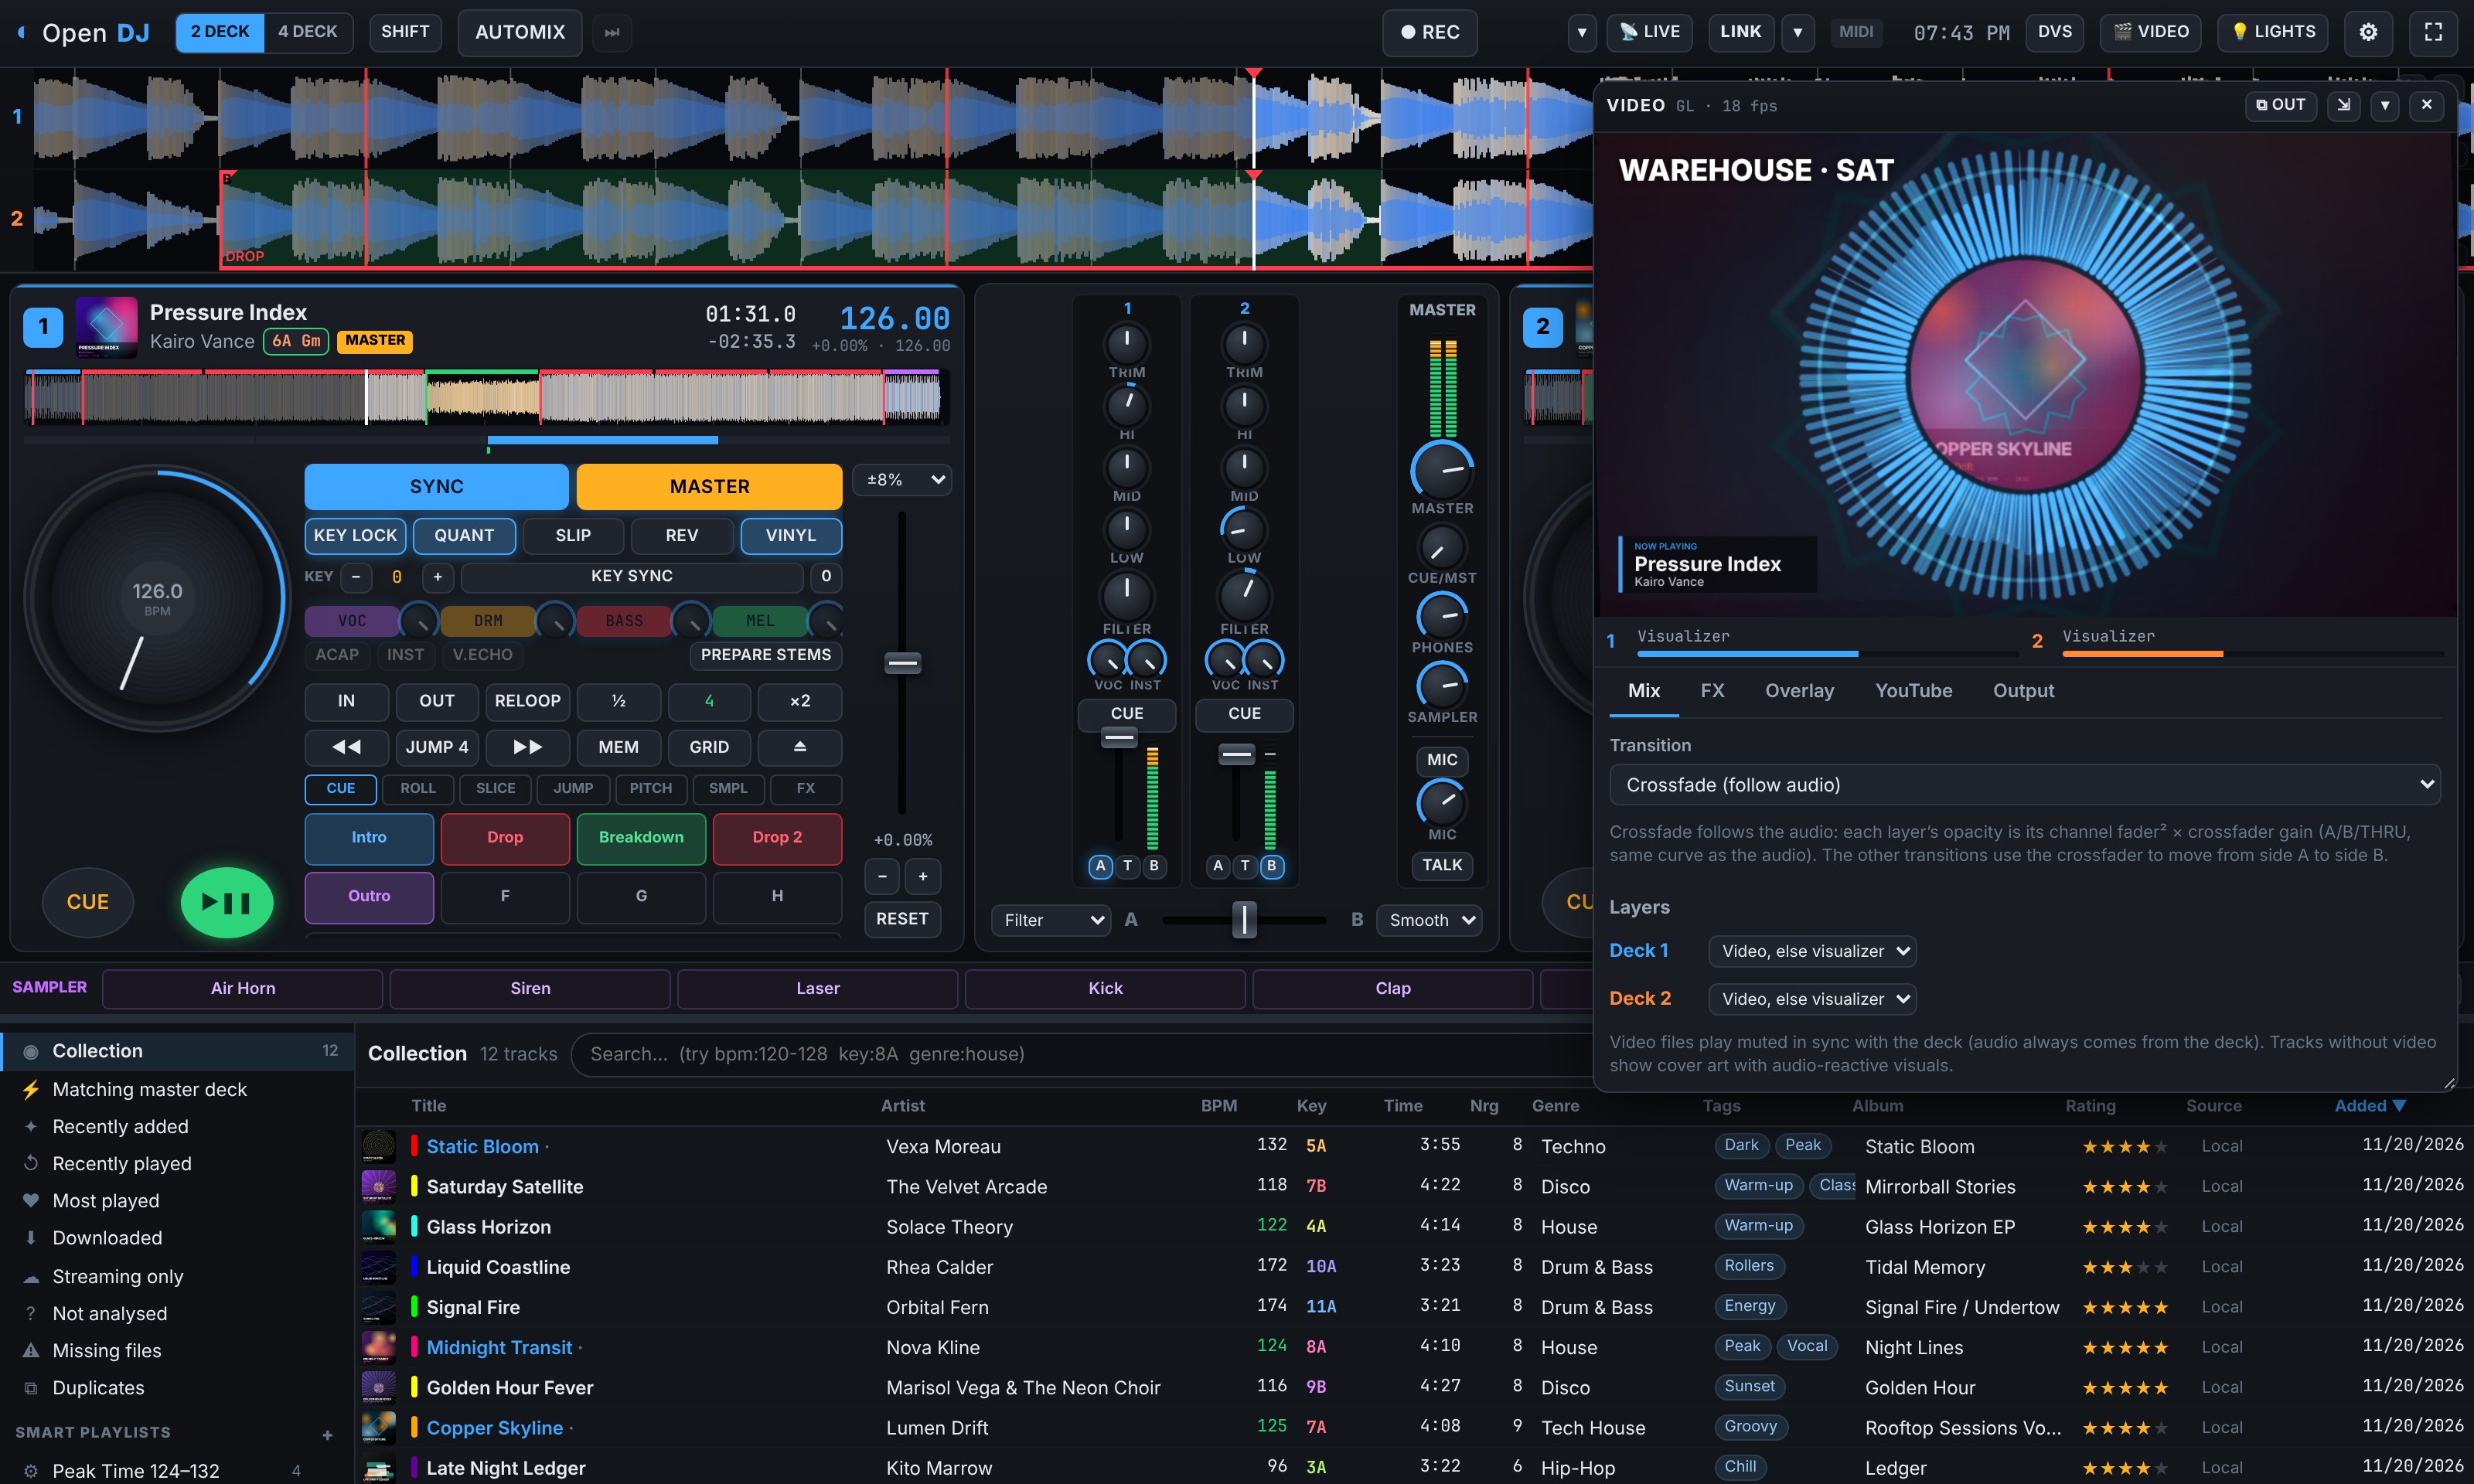 Open DJ 2 DECK 4 DECK SHIFT AUTOMIX REC LIVE LINK MIDI 07:43 PM DVS VIDEO LIGHTS
1
2
DROP
VIDEO GL · 18 fps OUT
WAREHOUSE · SAT
OPPER SKYLINE
NOW PLAYING
Pressure Index
Kairo Vance
1 Visualizer 2 Visualizer
Mix FX Overlay YouTube Output
Transition
Crossfade (follow audio)
Crossfade follows the audio: each layer's opacity is its channel fader² × crossfader gain (A/B/THRU,
same curve as the audio). The other transitions use the crossfader to move from side A to side B.
Layers
Deck 1 Video, else visualizer
Deck 2 Video, else visualizer
Video files play muted in sync with the deck (audio always comes from the deck). Tracks without video
show cover art with audio-reactive visuals.
1 Pressure Index 01:31.0 126.00
Kairo Vance 6A Gm MASTER -02:35.3 +0.00% · 126.00
SYNC MASTER ±8%
KEY LOCK QUANT SLIP REV VINYL
KEY − 0 + KEY SYNC 0
126.0
BPM
VOC DRM BASS MEL
ACAP INST V.ECHO PREPARE STEMS
IN OUT RELOOP ½ 4 ×2
JUMP 4 MEM GRID
CUE ROLL SLICE JUMP PITCH SMPL FX
Intro Drop Breakdown Drop 2
+0.00%
− +
Outro F G H
CUE
RESET
1 2 MASTER
TRIM TRIM
HI HI
MID MID MASTER
LOW LOW
CUE/MST
FILTER FILTER
PHONES
VOC INST VOC INST
CUE CUE SAMPLER
MIC
MIC
A T B A T B TALK
Filter A B Smooth
2
CU
SAMPLER Air Horn Siren Laser Kick Clap
Collection 12
Matching master deck
Recently added
Recently played
Most played
Downloaded
Streaming only
? Not analysed
Missing files
Duplicates
SMART PLAYLISTS +
Peak Time 124–132 4
Collection 12 tracks Search... (try bpm:120-128 key:8A genre:house)
Title Artist BPM Key Time Nrg Genre Tags Album Rating Source Added ▼
Static Bloom · Vexa Moreau 132 5A 3:55 8 Techno Dark Peak Static Bloom ★★★★★ Local 11/20/2026
Saturday Satellite The Velvet Arcade 118 7B 4:22 8 Disco Warm-up Class Mirrorball Stories ★★★★★ Local 11/20/2026
Glass Horizon Solace Theory 122 4A 4:14 8 House Warm-up Glass Horizon EP ★★★★★ Local 11/20/2026
Liquid Coastline Rhea Calder 172 10A 3:23 8 Drum & Bass Rollers Tidal Memory ★★★★★ Local 11/20/2026
Signal Fire Orbital Fern 174 11A 3:21 8 Drum & Bass Energy Signal Fire / Undertow ★★★★★ Local 11/20/2026
Midnight Transit · Nova Kline 124 8A 4:10 8 House Peak Vocal Night Lines ★★★★★ Local 11/20/2026
Golden Hour Fever Marisol Vega & The Neon Choir 116 9B 4:27 8 Disco Sunset Golden Hour ★★★★★ Local 11/20/2026
Copper Skyline · Lumen Drift 125 7A 4:08 9 Tech House Groovy Rooftop Sessions Vo... ★★★★★ Local 11/20/2026
Late Night Ledger Kito Marrow 96 3A 3:22 6 Hip-Hop Chill Ledger ★★★★★ Local 11/20/2026